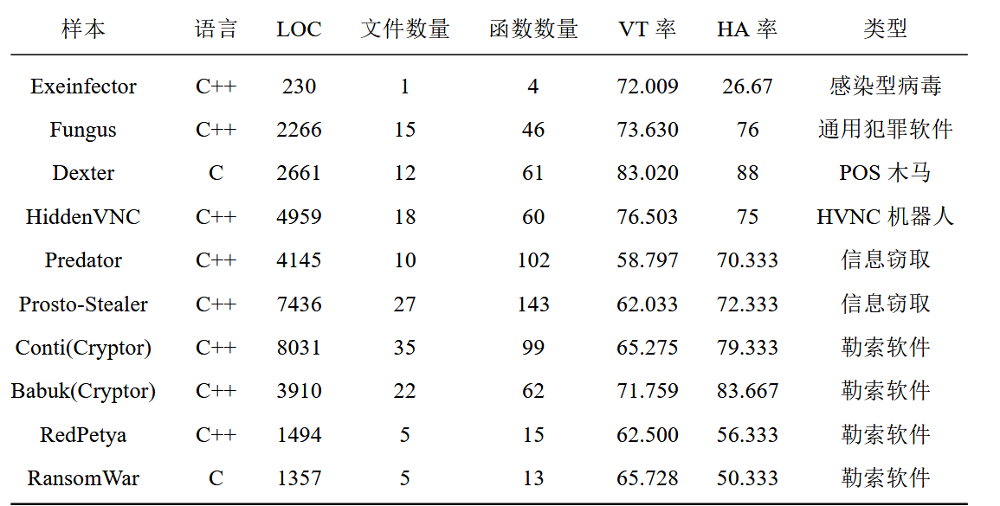 样本 语言 LOC 文件数量 函数数量 VT 率 HA 率 类型
Exeinfector C++ 230 1 4 72.009 26.67 感染型病毒
Fungus C++ 2266 15 46 73.630 76 通用犯罪软件
Dexter C 2661 12 61 83.020 88 POS 木马
HiddenVNC C++ 4959 18 60 76.503 75 HVNC 机器人
Predator C++ 4145 10 102 58.797 70.333 信息窃取
Prosto-Stealer C++ 7436 27 143 62.033 72.333 信息窃取
Conti(Cryptor) C++ 8031 35 99 65.275 79.333 勒索软件
Babuk(Cryptor) C++ 3910 22 62 71.759 83.667 勒索软件
RedPetya C++ 1494 5 15 62.500 56.333 勒索软件
RansomWar C 1357 5 13 65.728 50.333 勒索软件